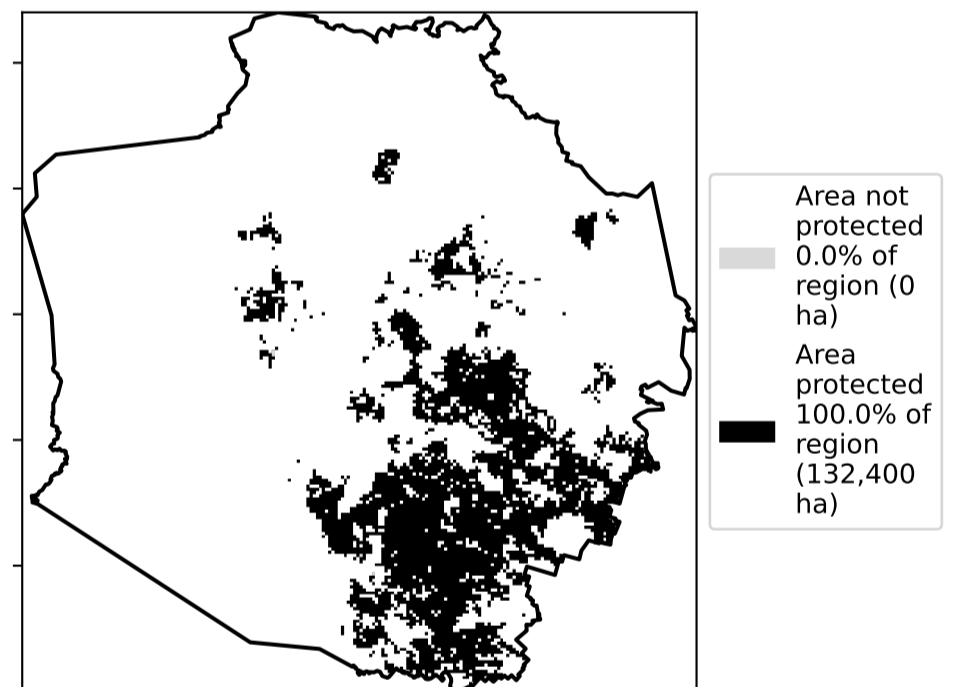 Area not
protected
0.0% of
region (0
ha)
Area
protected
100.0% of
region
(132,400
ha)